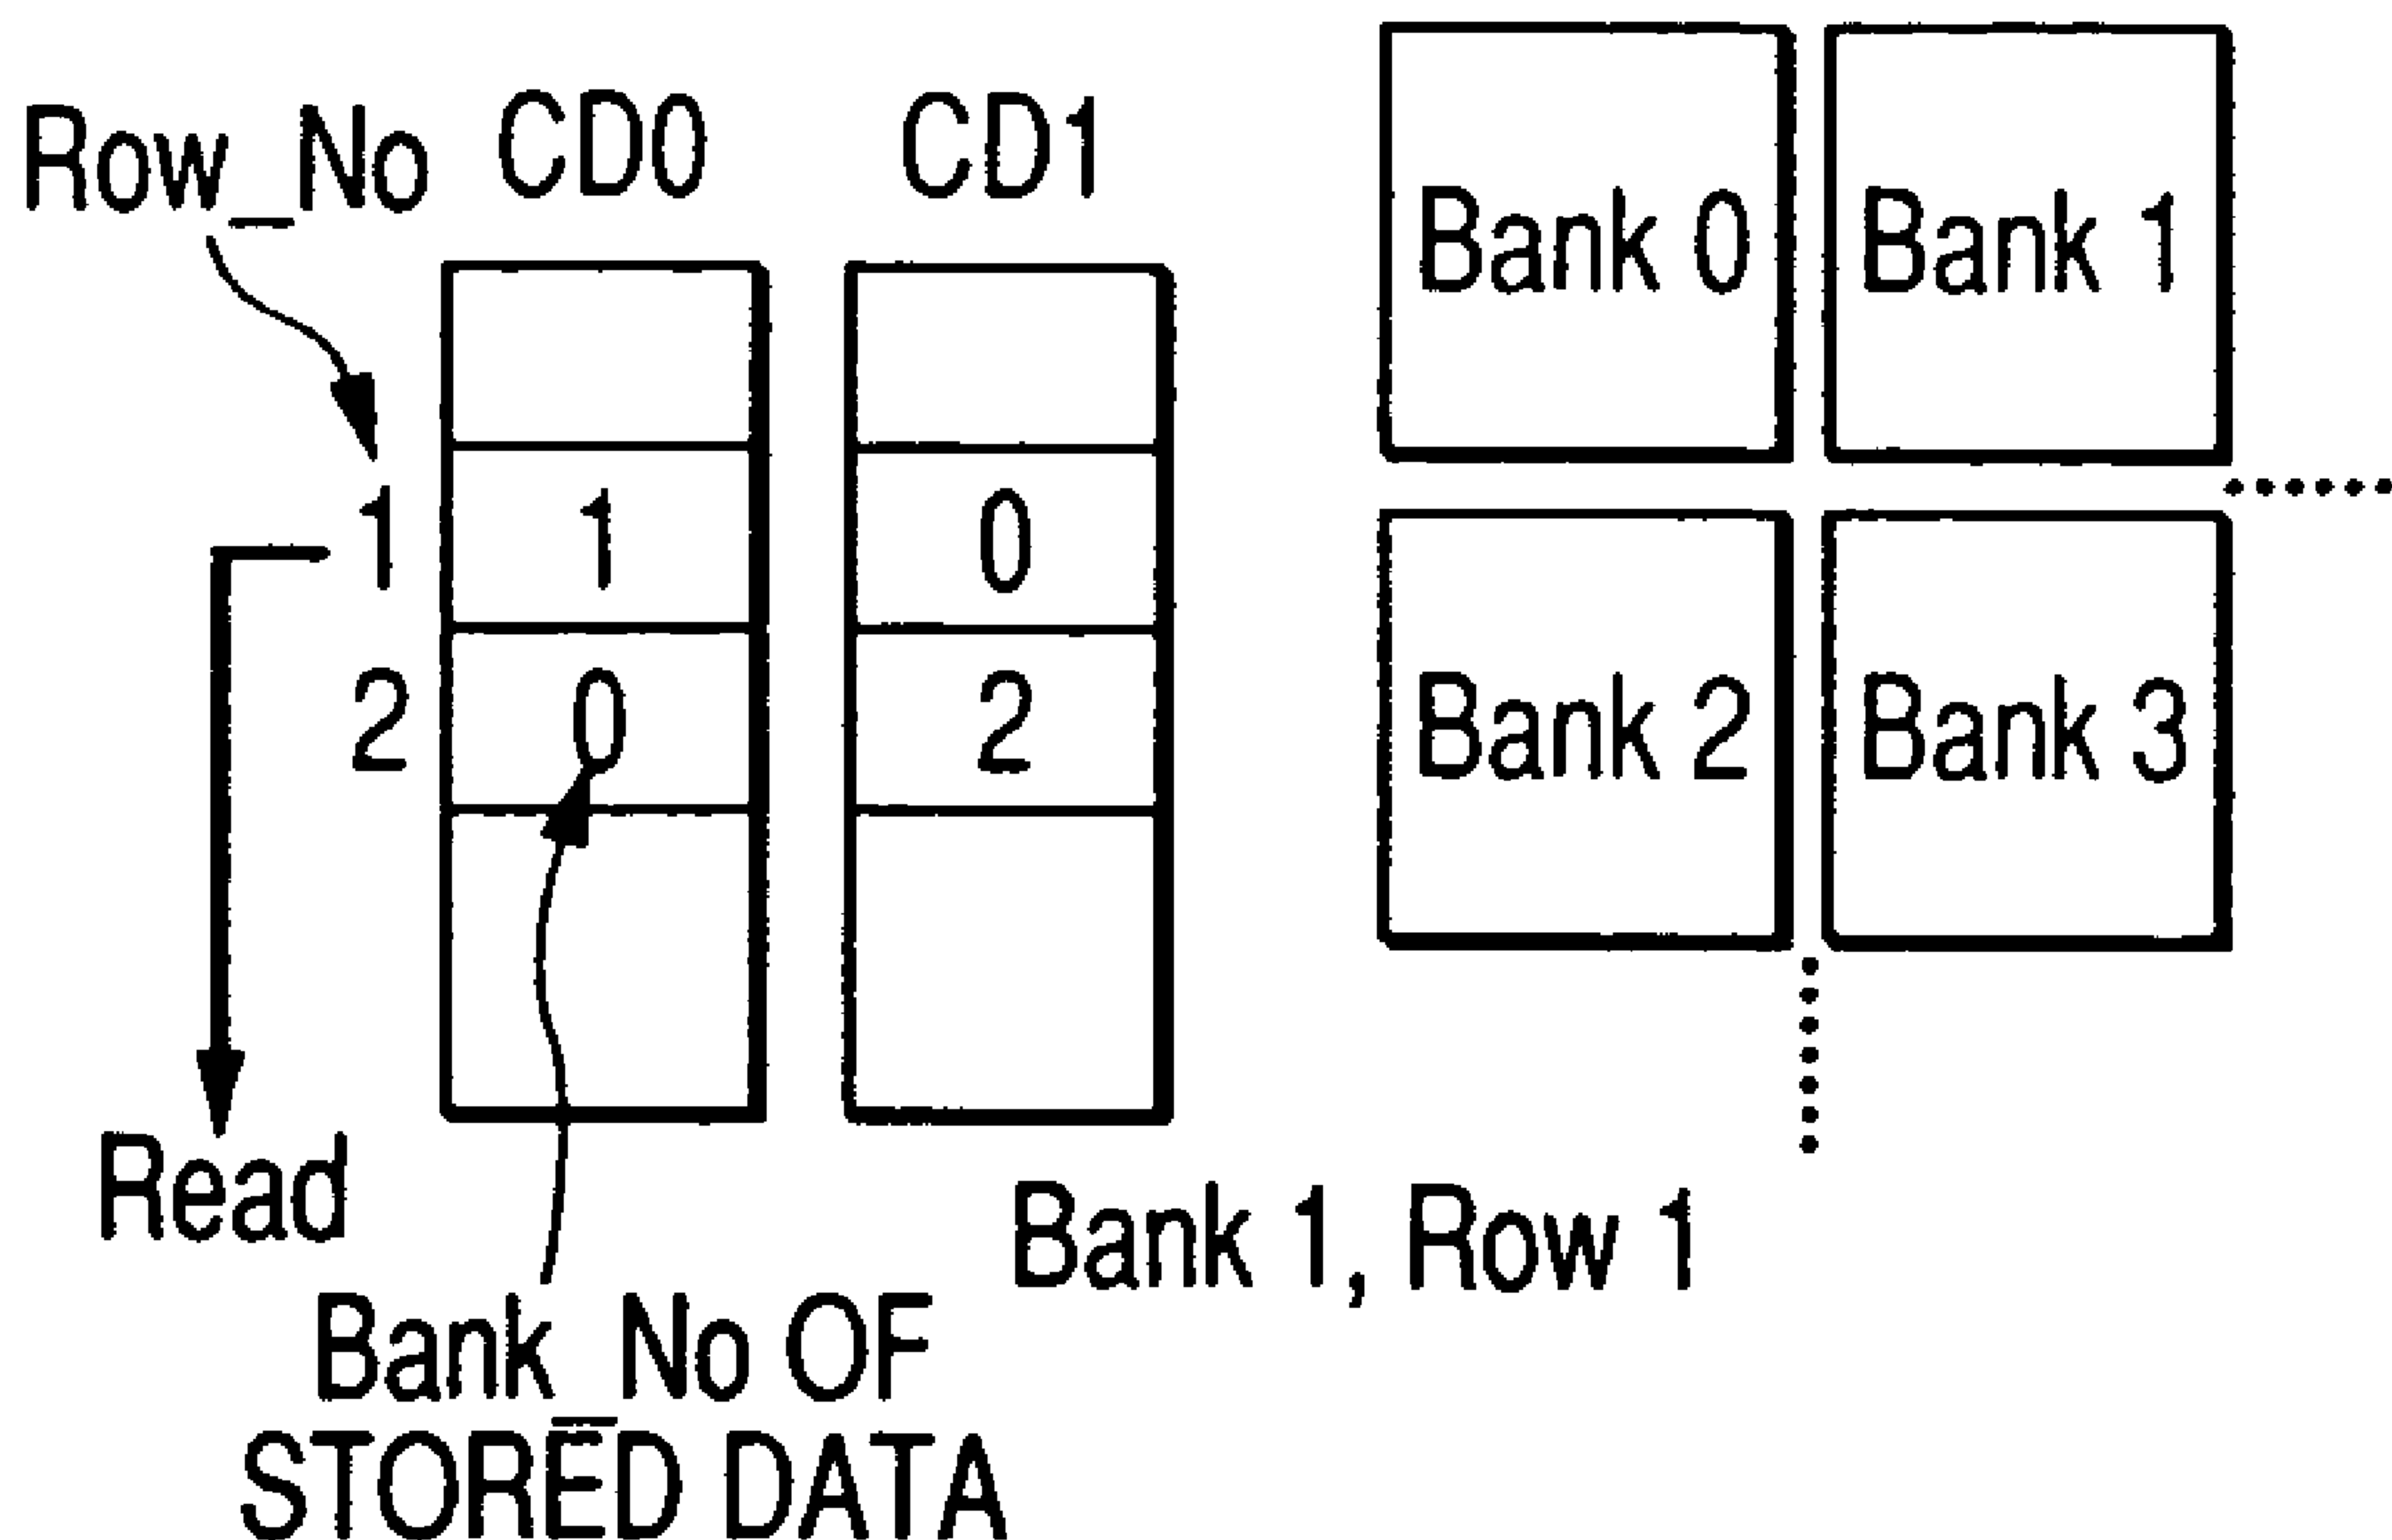 Row_No CD0 CD1
Bank 0 Bank 1
1 1 0
2 0 2
Bank 2 Bank 3
Read
Bank 1, Row 1
Bank_No OF
STORED DATA